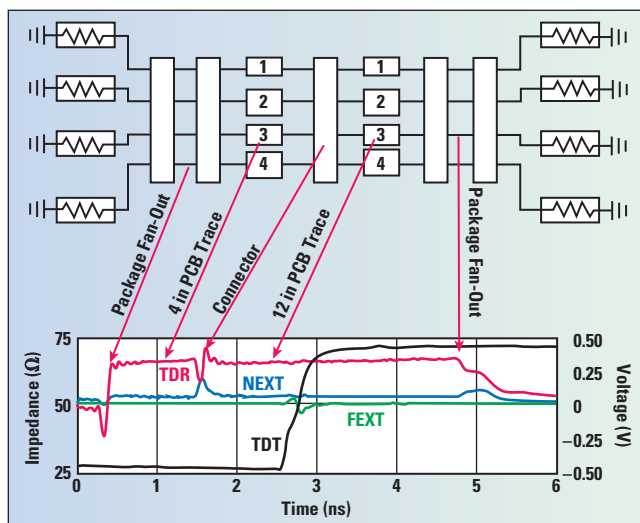 1 1
2 2
3 3
4 4
Package Fan-Out
4 in PCB Trace
Connector
12 in PCB Trace
Package Fan-Out
Impedance (Ω)
75
50
25
TDR
NEXT
FEXT
TDT
0.50
0.25
0
−0.25
−0.50
Voltage (V)
0 1 2 3 4 5 6
Time (ns)